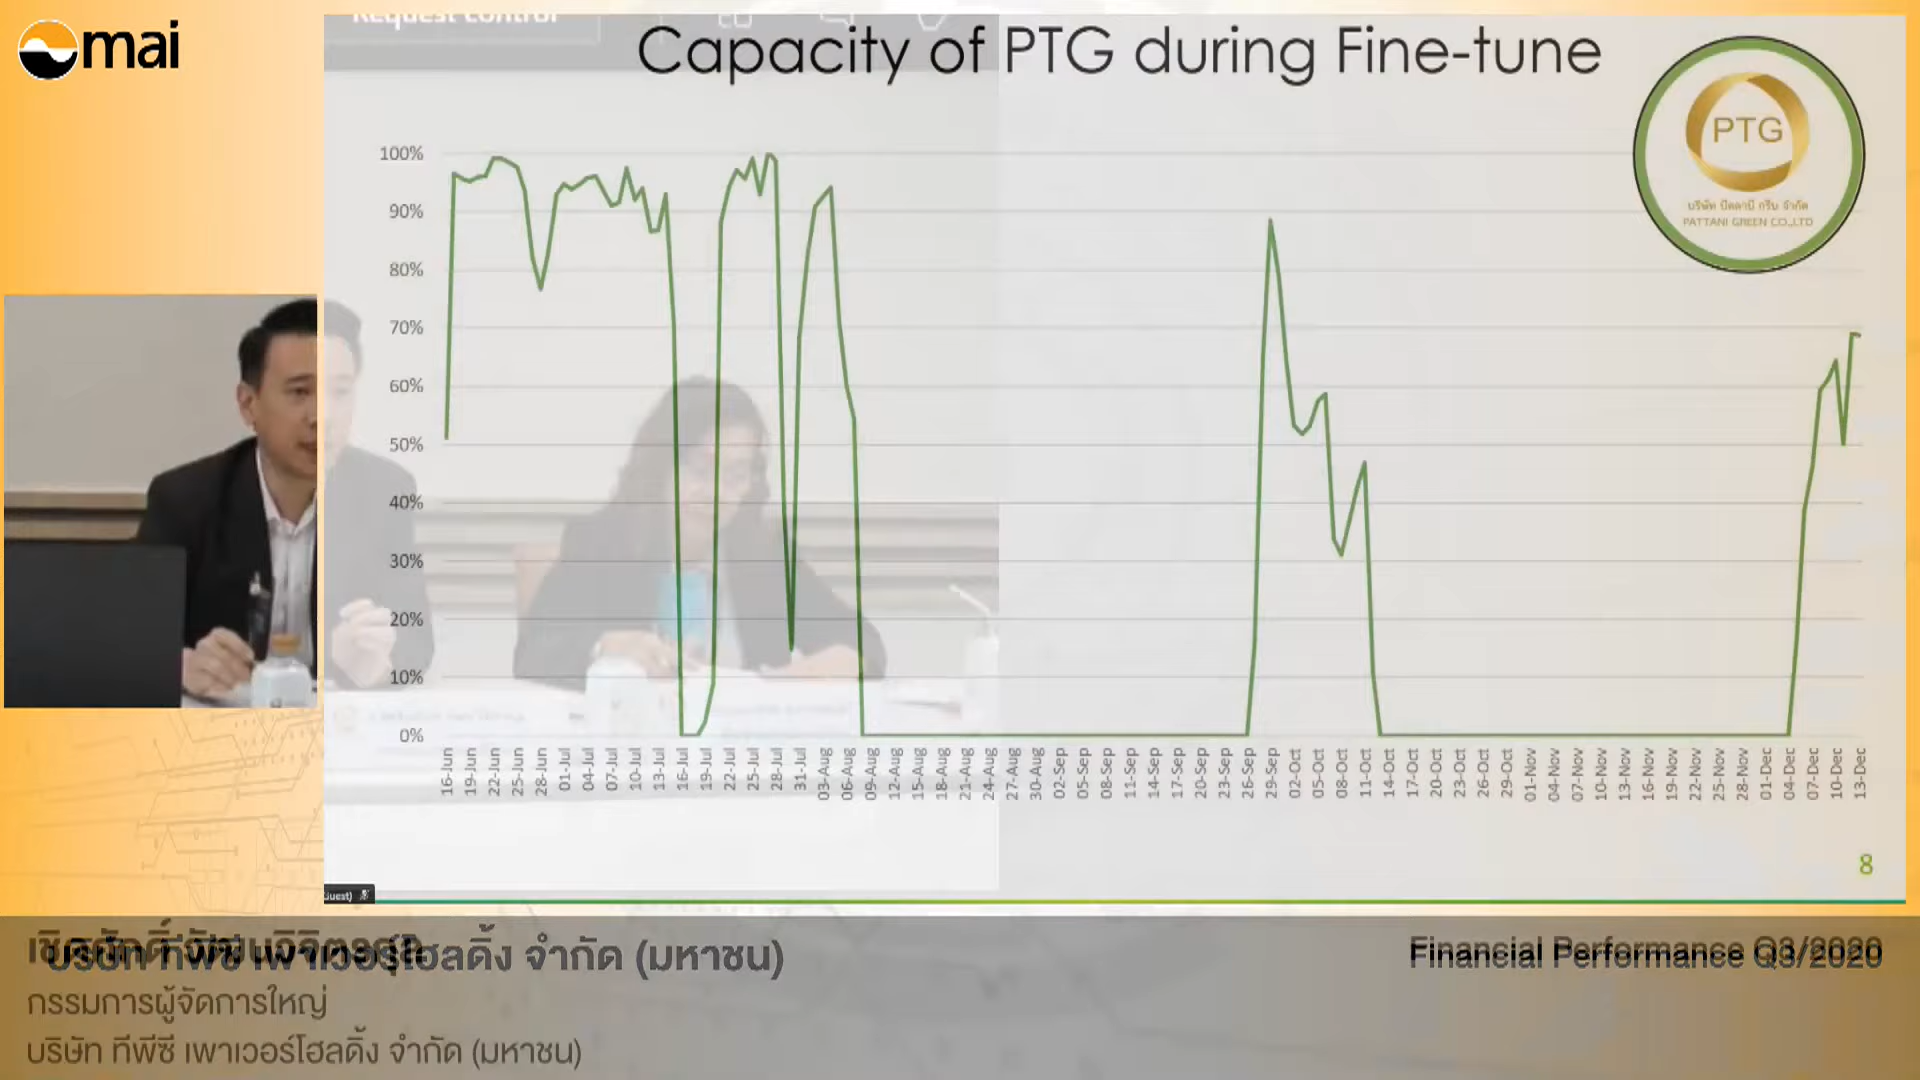 mai
Request control
Capacity of PTG during Fine-tune
PTG
บริษัท ปัตตานี กรีน จำกัด
PATTANI GREEN CO.,LTD
100%
90%
80%
70%
60%
50%
40%
30%
20%
10%
0%
16-Jun
19-Jun
22-Jun
25-Jun
28-Jun
01-Jul
04-Jul
07-Jul
10-Jul
13-Jul
16-Jul
19-Jul
22-Jul
25-Jul
28-Jul
31-Jul
03-Aug
06-Aug
09-Aug
12-Aug
15-Aug
18-Aug
21-Aug
24-Aug
27-Aug
30-Aug
02-Sep
05-Sep
08-Sep
11-Sep
14-Sep
17-Sep
20-Sep
23-Sep
26-Sep
29-Sep
02-Oct
05-Oct
08-Oct
11-Oct
14-Oct
17-Oct
20-Oct
23-Oct
26-Oct
29-Oct
01-Nov
04-Nov
07-Nov
10-Nov
13-Nov
16-Nov
19-Nov
22-Nov
25-Nov
28-Nov
01-Dec
04-Dec
07-Dec
10-Dec
13-Dec
8
บริษัท ทีพีซี เพาเวอร์โฮลดิ้ง จำกัด (มหาชน)
Financial Performance Q3/2020
กรรมการผู้จัดการใหญ่
บริษัท ทีพีซี เพาเวอร์โฮลดิ้ง จำกัด (มหาชน)